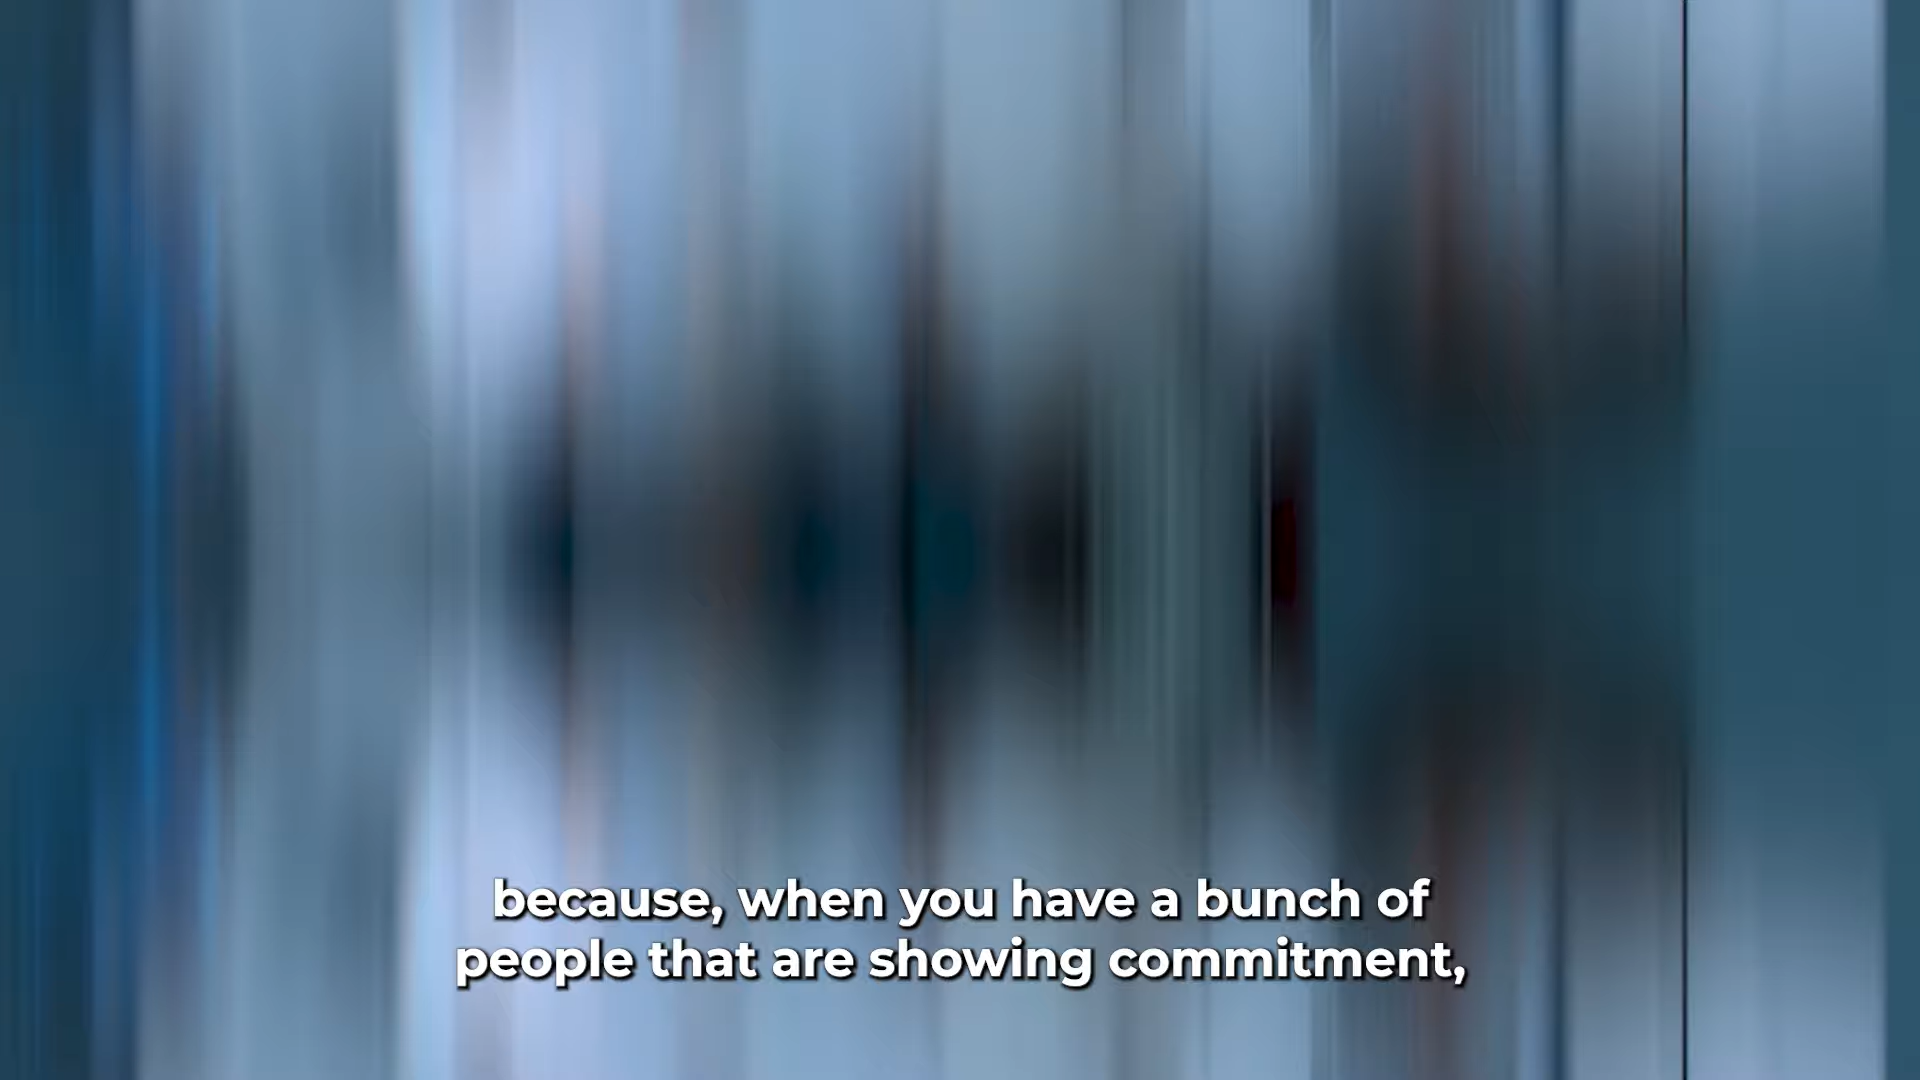 because, when you have a bunch of
people that are showing commitment,